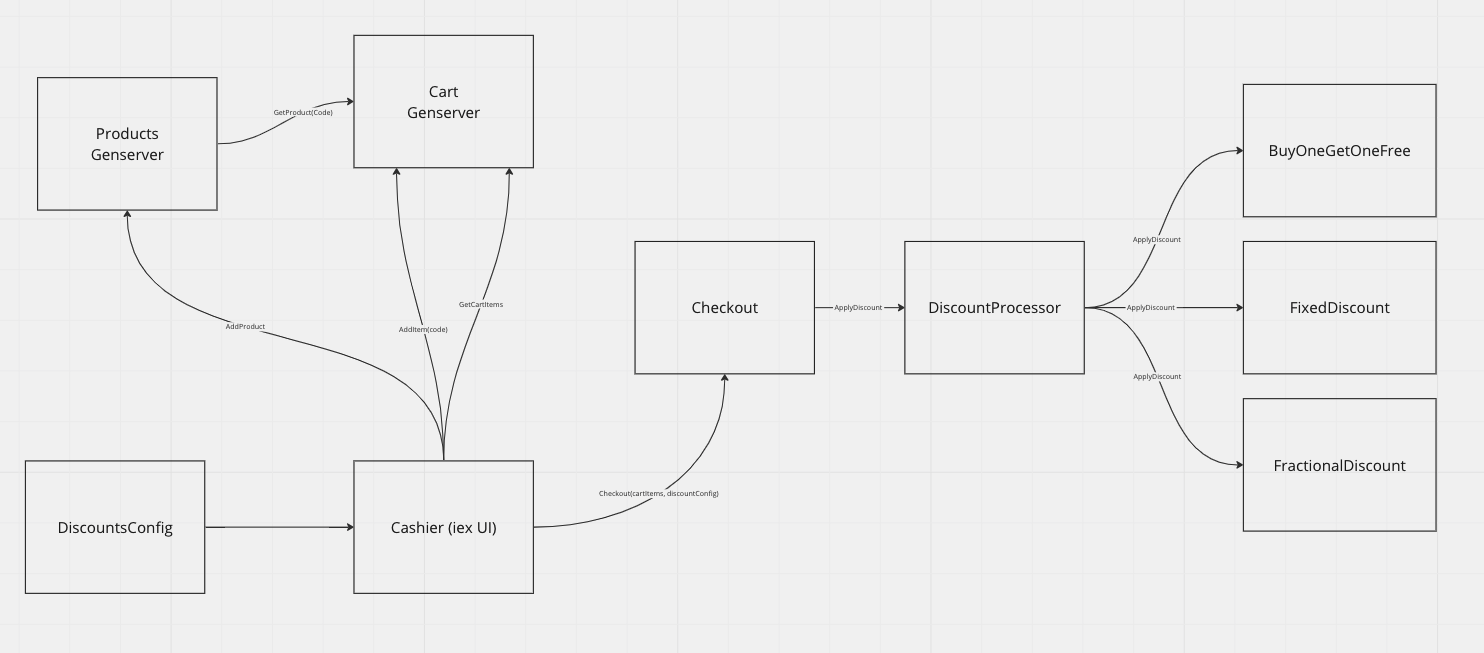 Cart
Genserver
Products
Genserver
GetProduct(Code)
BuyOneGetOneFree
ApplyDiscount
AddProduct
AddItem(code)
GetCartItems
Checkout
ApplyDiscount
DiscountProcessor
ApplyDiscount
FixedDiscount
ApplyDiscount
FractionalDiscount
Checkout(cartItems, discountConfig)
DiscountsConfig
Cashier (iex UI)